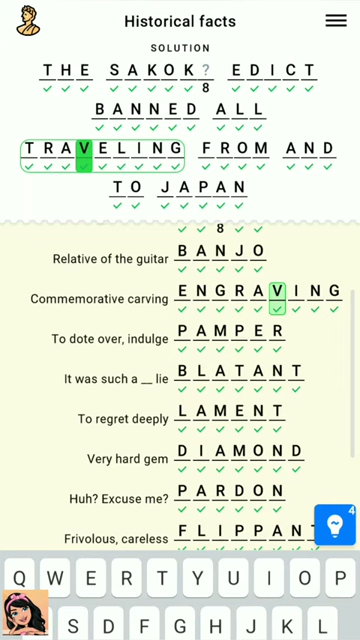 Historical facts
SOLUTION
THE SAKOK? EDICT
8
BANNED ALL
TRAVELING FROM AND
TO JAPAN
8
Relative of the guitar BANJO
Commemorative carving ENGRAVING
To dote over, indulge PAMPER
It was such a __ lie BLATANT
To regret deeply LAMENT
Very hard gem DIAMOND
Huh? Excuse me? PARDON
Frivolous, careless FLIPPANT
4
Q W E R T Y U I O P
S D F G H J K L